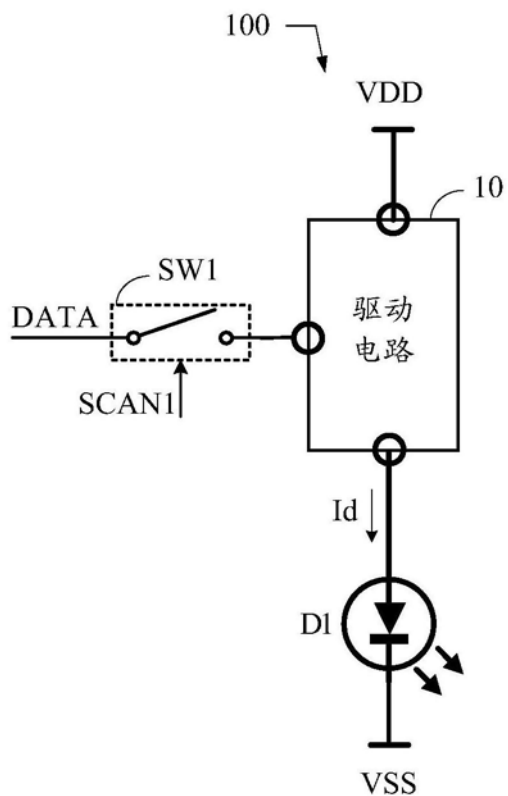 100
VDD
10
SW1
DATA
驱动
电路
SCAN1
Id
D1
VSS